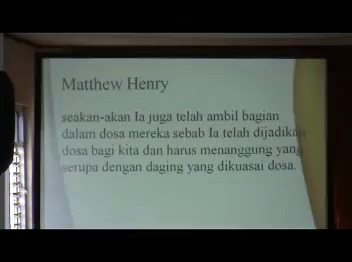 Matthew Henry
seakan-akan Ia juga telah ambil bagian
dalam dosa mereka sebab Ia telah dijadikan
dosa bagi kita dan harus menanggung yang
serupa dengan daging yang dikuasai dosa.